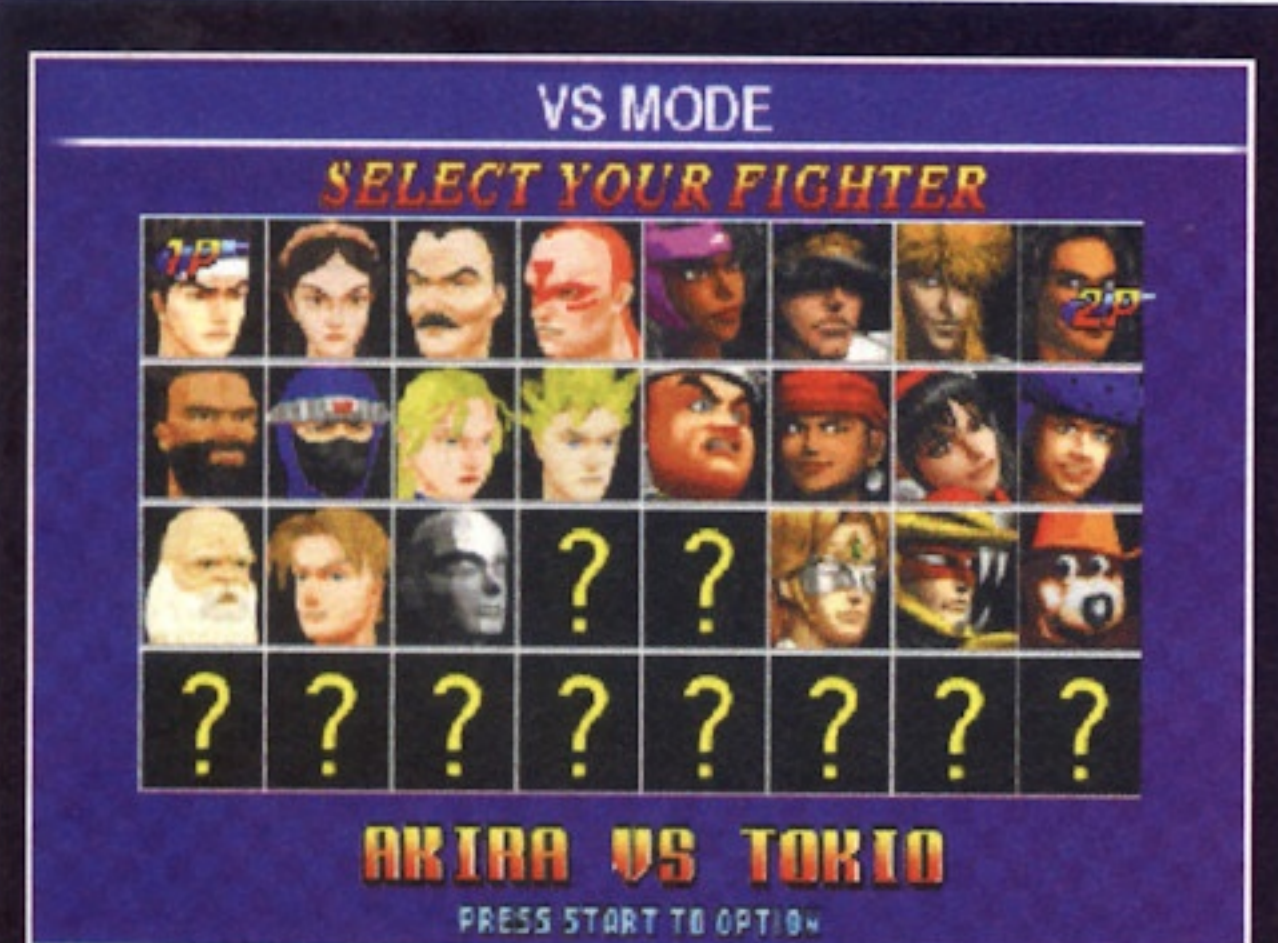 VS MODE
SELECT YOUR FIGHTER
1P
2P
? ?
? ? ? ? ? ? ? ?
AKIRA VS TOKIO
PRESS START TO OPTION